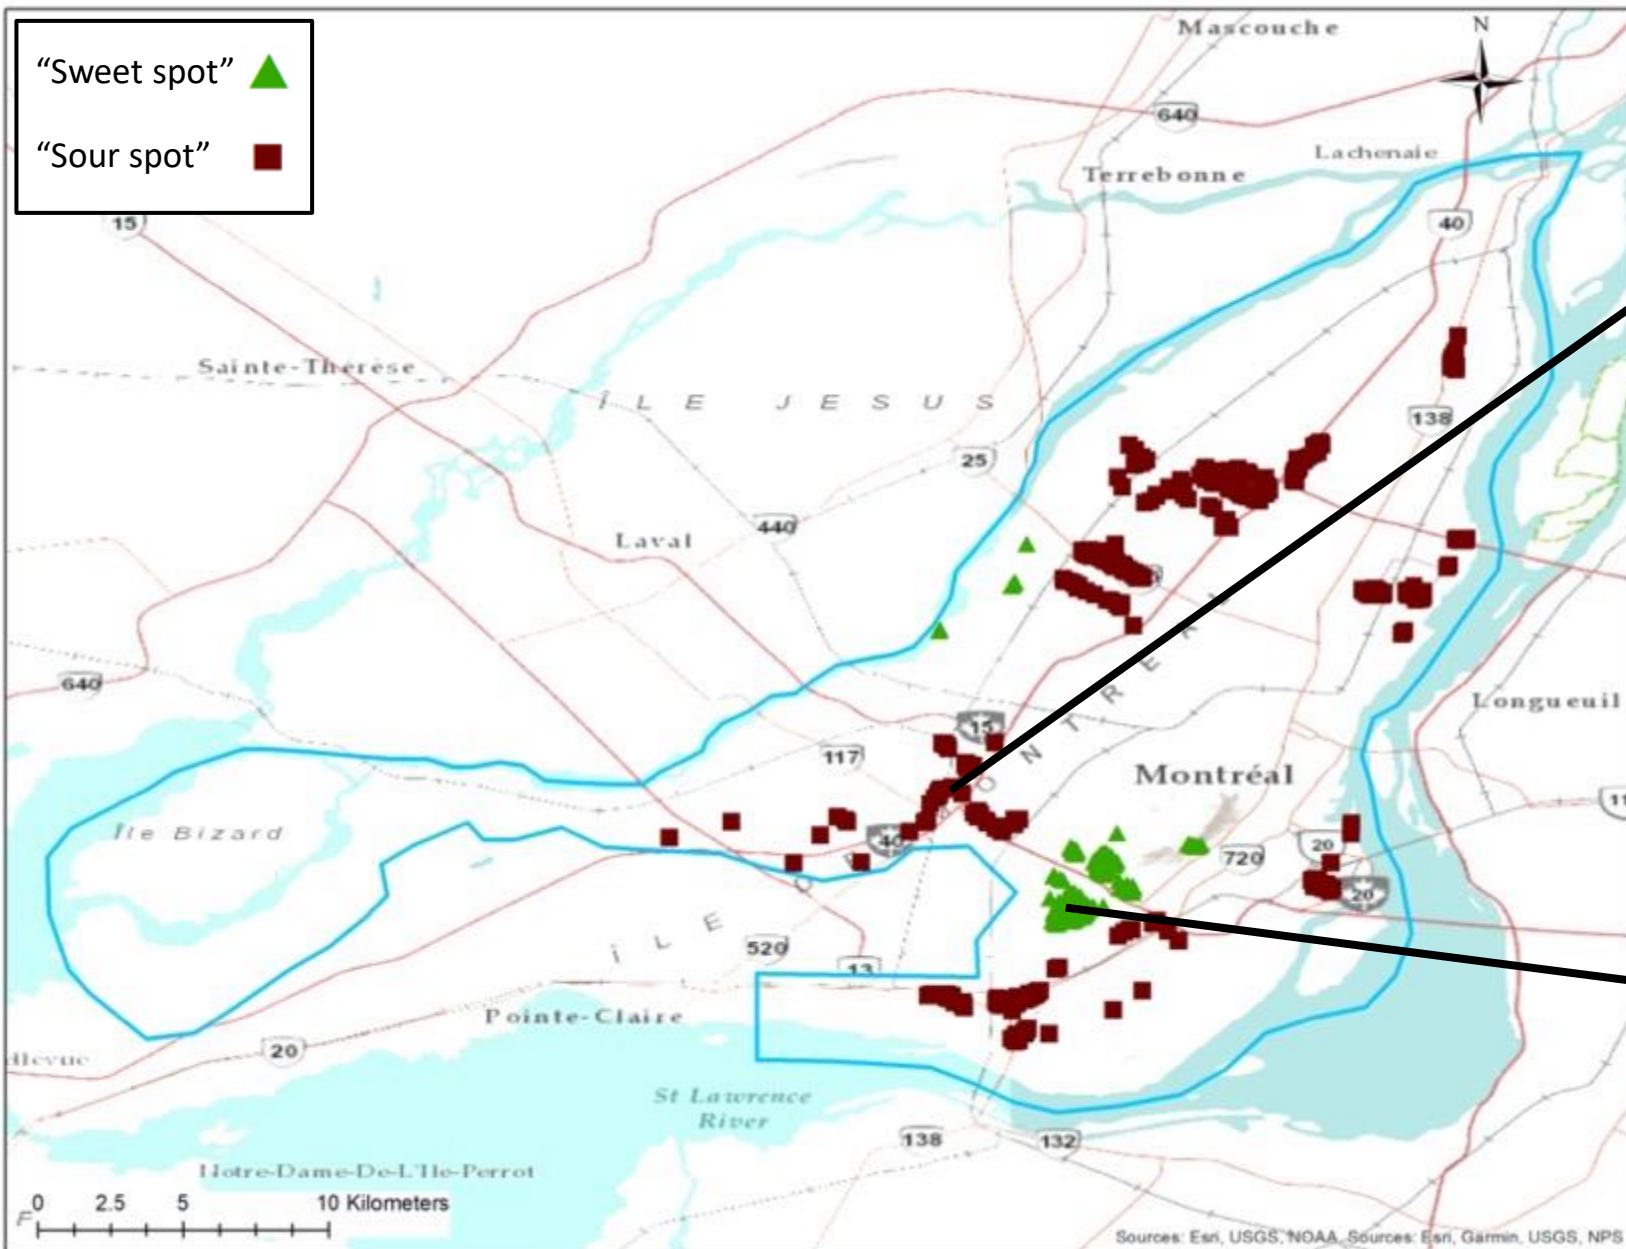 “Sweet spot”
“Sour spot”
N
Mascouche
640
Lachenaie
Terrebonne
15
40
Sainte-Thérèse
ÎLE JESUS
138
25
440
Laval
640
Longueuil
15
117
Montréal
Île Bizard
40
720
20
20
ÎLE DE MONTREAL
520
13
Pointe-Claire
20
St Lawrence
River
138
132
Notre-Dame-De-L'Ile-Perrot
0 2.5 5 10 Kilometers
Sources: Esri, USGS, NOAA, Sources: Esri, Garmin, USGS, NPS